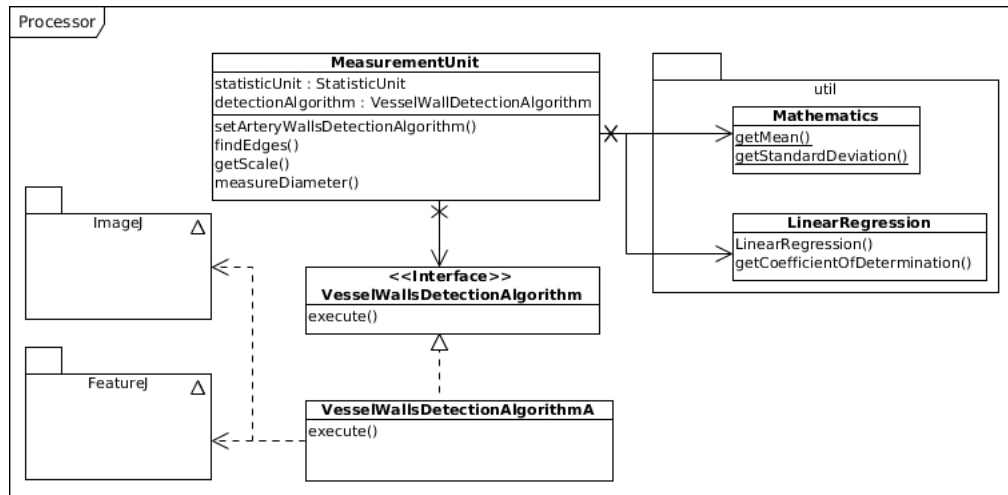 Processor
MeasurementUnit
statisticUnit : StatisticUnit
detectionAlgorithm : VesselWallDetectionAlgorithm
setArteryWallsDetectionAlgorithm()
findEdges()
getScale()
measureDiameter()
util
Mathematics
getMean()
getStandardDeviation()
LinearRegression
LinearRegression()
getCoefficientOfDetermination()
ImageJ
<<Interface>>
VesselWallsDetectionAlgorithm
execute()
FeatureJ
VesselWallsDetectionAlgorithmA
execute()